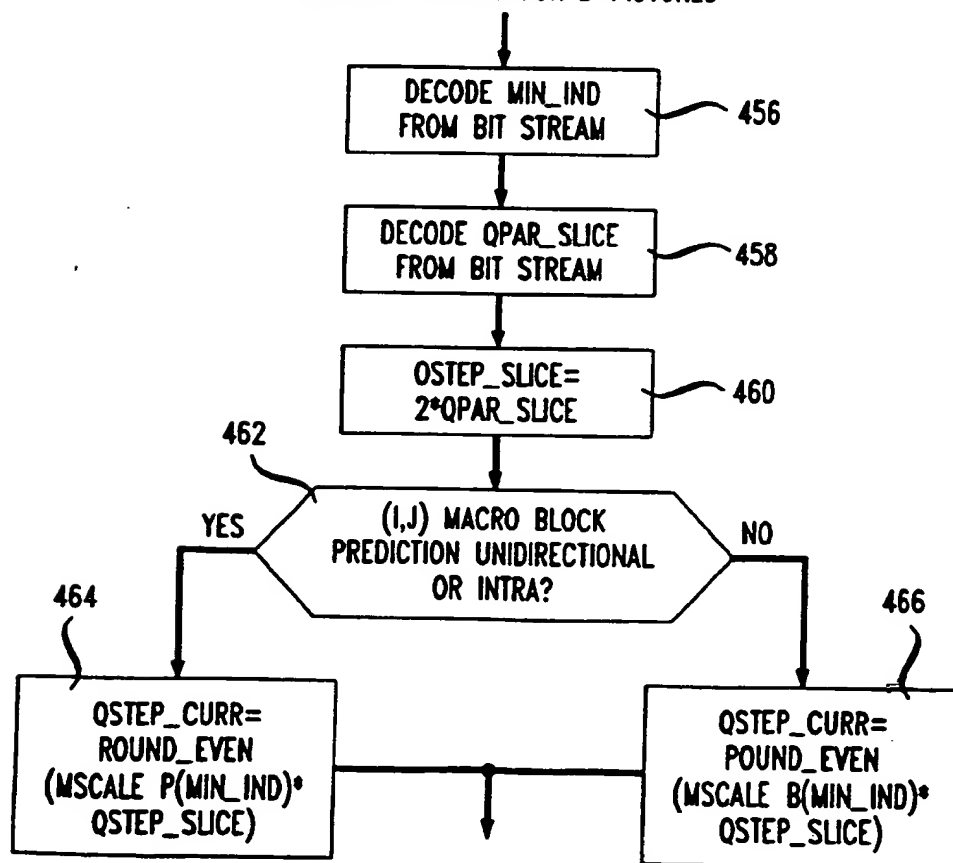 DECODE MIN_IND
FROM BIT STREAM
456
DECODE QPAR_SLICE
FROM BIT STREAM
458
OSTEP_SLICE=
2*QPAR_SLICE
460
462
(I,J) MACRO BLOCK
PREDICTION UNIDIRECTIONAL
OR INTRA?
YES
NO
464
466
QSTEP_CURR=
ROUND_EVEN
(MSCALE P(MIN_IND)*
QSTEP_SLICE)
QSTEP_CURR=
POUND_EVEN
(MSCALE B(MIN_IND)*
QSTEP_SLICE)